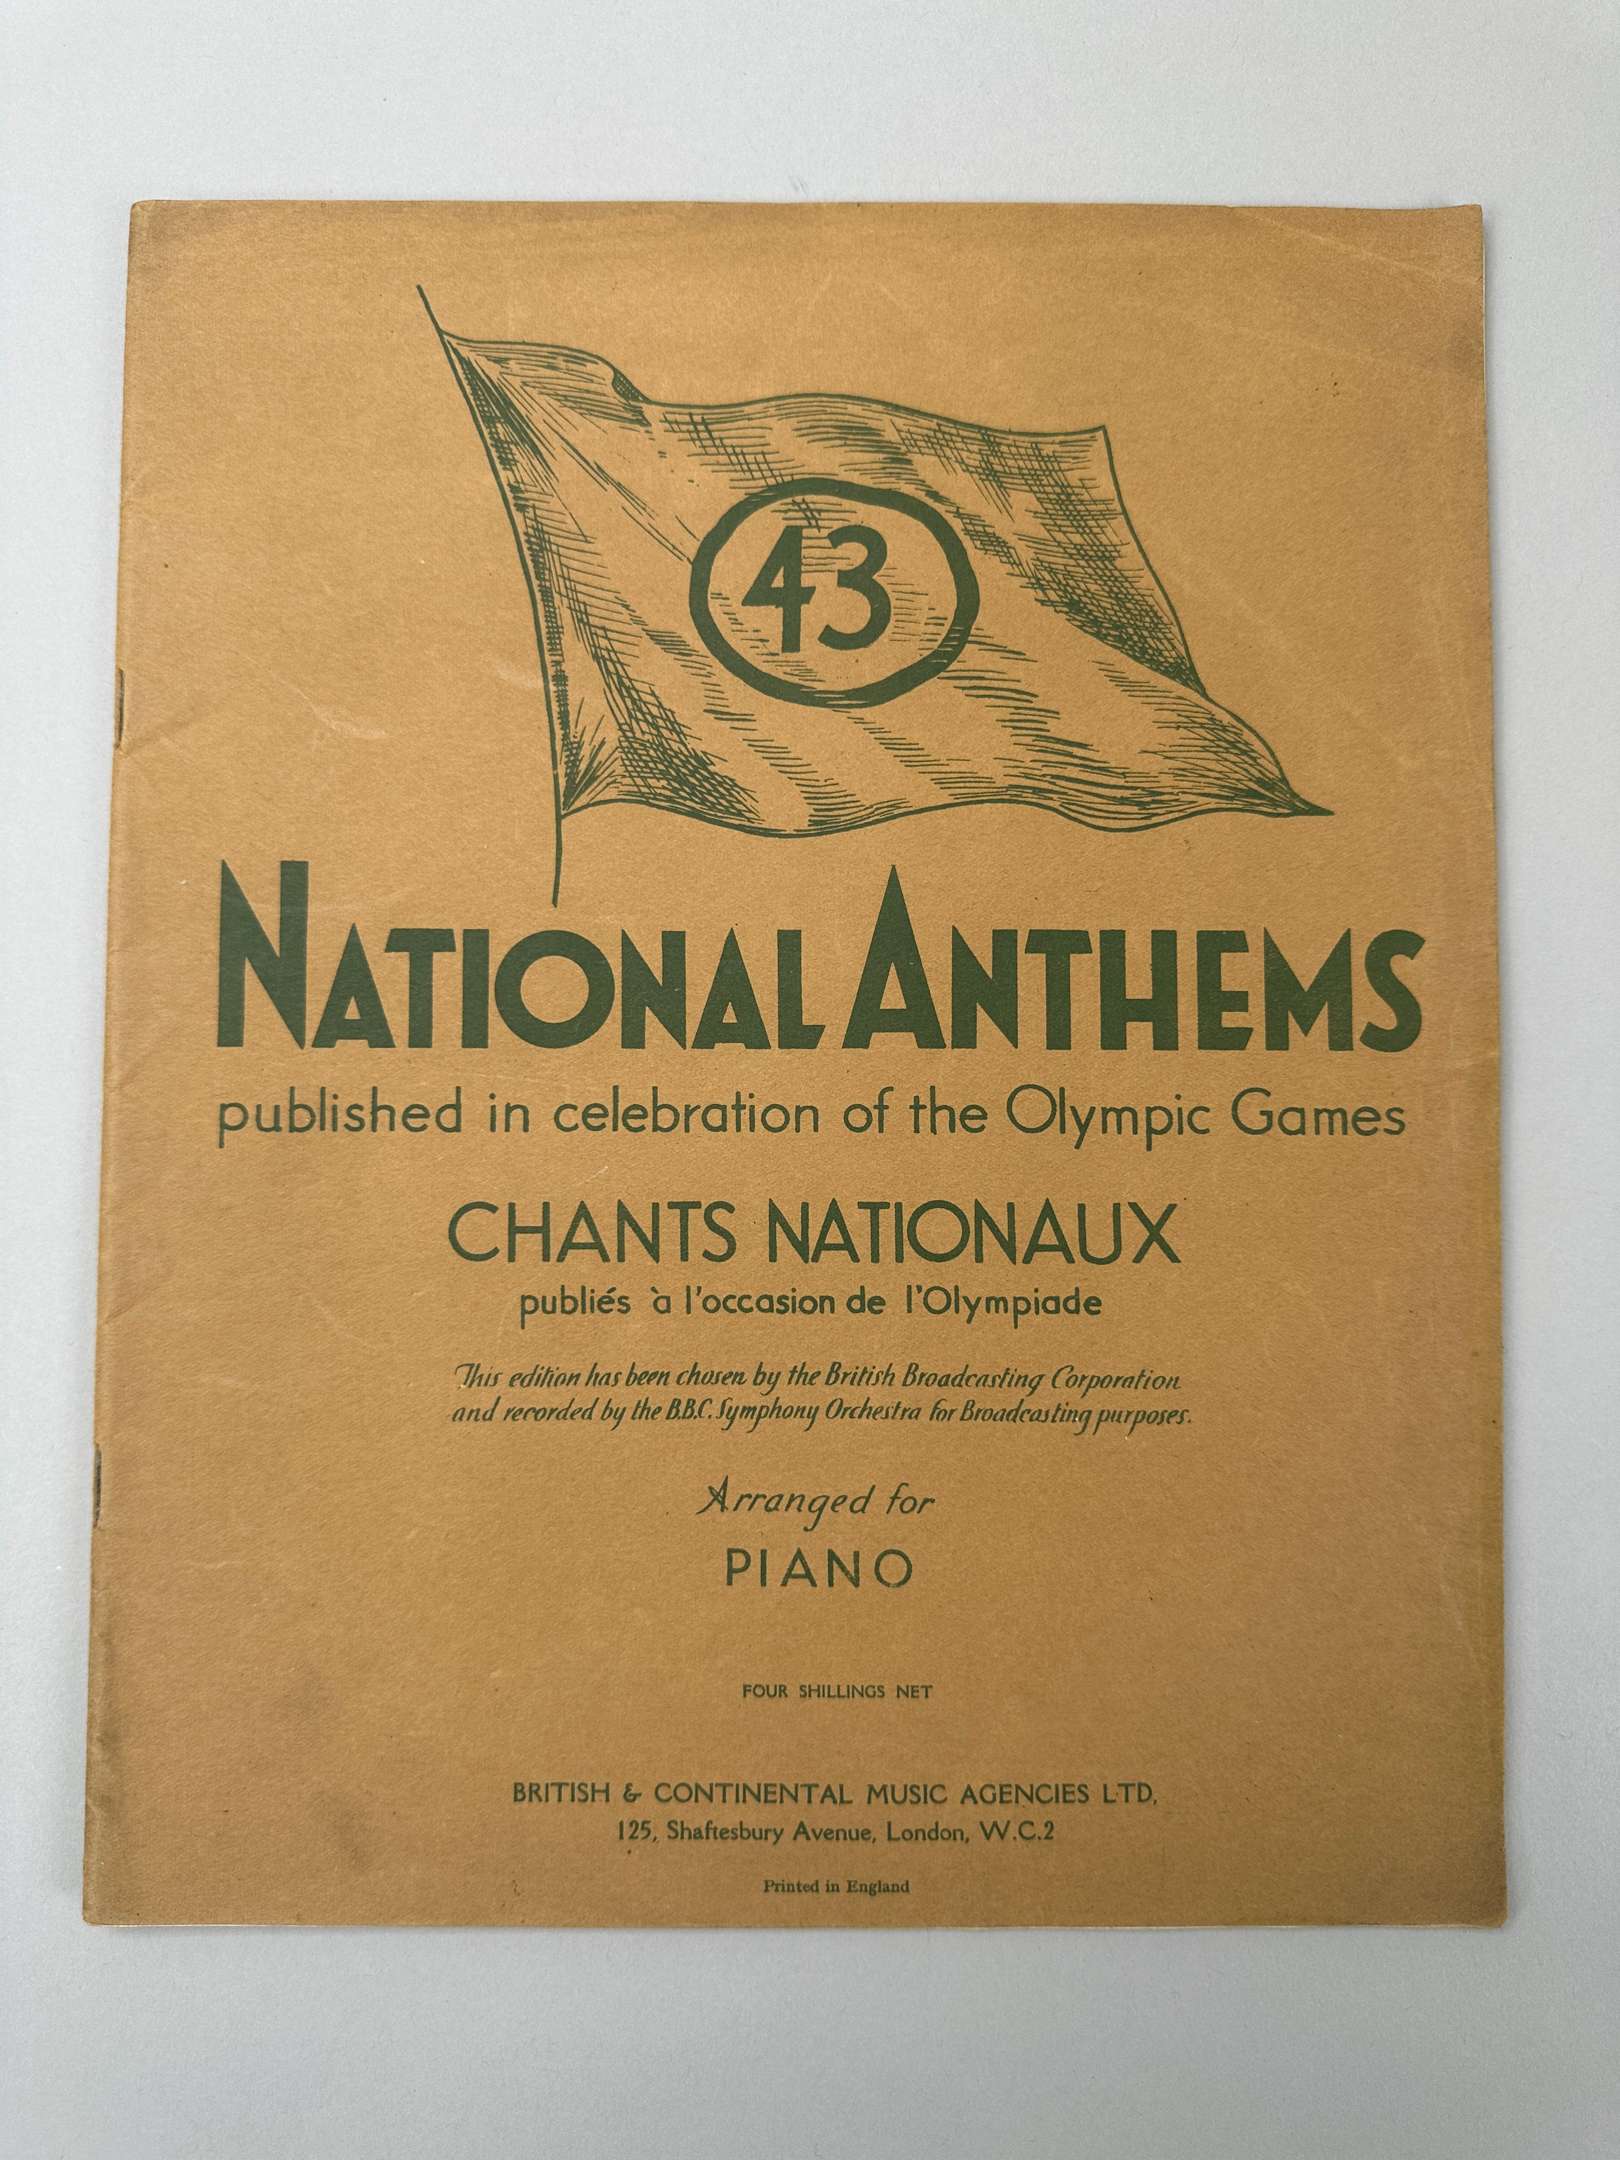 43
NATIONAL ANTHEMS
published in celebration of the Olympic Games
CHANTS NATIONAUX
publiés à l'occasion de l'Olympiade
This edition has been chosen by the British Broadcasting Corporation
and recorded by the B.B.C. Symphony Orchestra for Broadcasting purposes.
Arranged for
PIANO
FOUR SHILLINGS NET
BRITISH & CONTINENTAL MUSIC AGENCIES LTD,
125, Shaftesbury Avenue, London, W.C.2
Printed in England